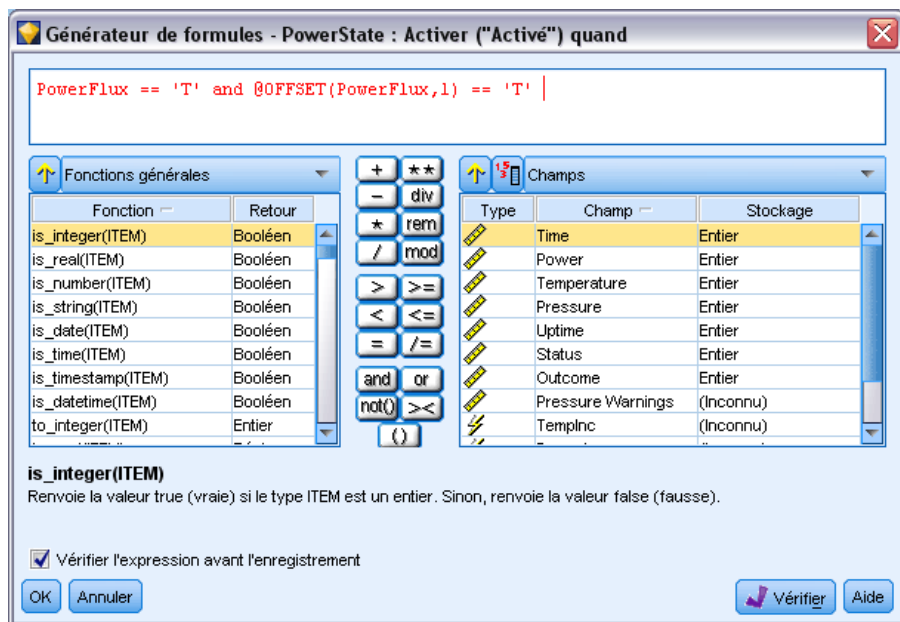 Générateur de formules - PowerState : Activer ("Activé") quand
PowerFlux == 'T' and @OFFSET(PowerFlux,1) == 'T'
Fonctions générales
Fonction Retour
is_integer(ITEM) Booléen
is_real(ITEM) Booléen
is_number(ITEM) Booléen
is_string(ITEM) Booléen
is_date(ITEM) Booléen
is_time(ITEM) Booléen
is_timestamp(ITEM) Booléen
is_datetime(ITEM) Booléen
to_integer(ITEM) Entier
+ **
- div
* rem
/ mod
> >=
< <=
= /=
and or
not() ><
()
Champs
Type Champ Stockage
Time Entier
Power Entier
Temperature Entier
Pressure Entier
Uptime Entier
Status Entier
Outcome Entier
Pressure Warnings (Inconnu)
TempInc (Inconnu)
is_integer(ITEM)
Renvoie la valeur true (vraie) si le type ITEM est un entier. Sinon, renvoie la valeur false (fausse).
Vérifier l'expression avant l'enregistrement
OK Annuler Vérifier Aide